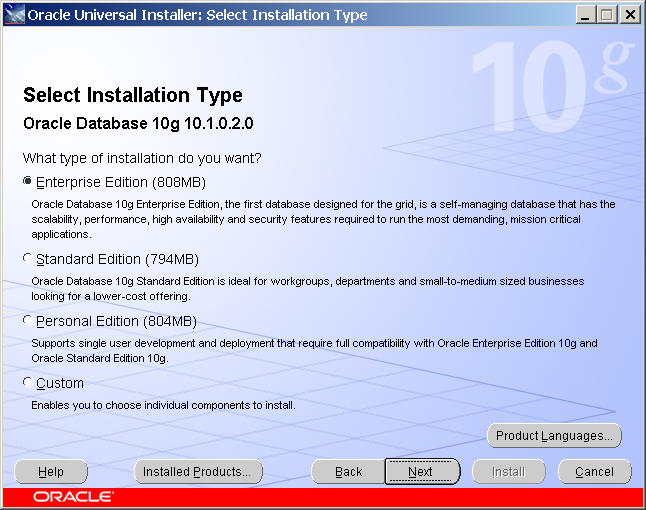 Oracle Universal Installer: Select Installation Type
10g
Select Installation Type
Oracle Database 10g 10.1.0.2.0
What type of installation do you want?
Enterprise Edition (808MB)
Oracle Database 10g Enterprise Edition, the first database designed for the grid, is a self-managing database that has the
scalability, performance, high availability and security features required to run the most demanding, mission critical
applications.
Standard Edition (794MB)
Oracle Database 10g Standard Edition is ideal for workgroups, departments and small-to-medium sized businesses
looking for a lower-cost offering.
Personal Edition (804MB)
Supports single user development and deployment that require full compatibility with Oracle Enterprise Edition 10g and
Oracle Standard Edition 10g.
Custom
Enables you to choose individual components to install.
Product Languages...
Help Installed Products... Back Next Install Cancel
ORACLE